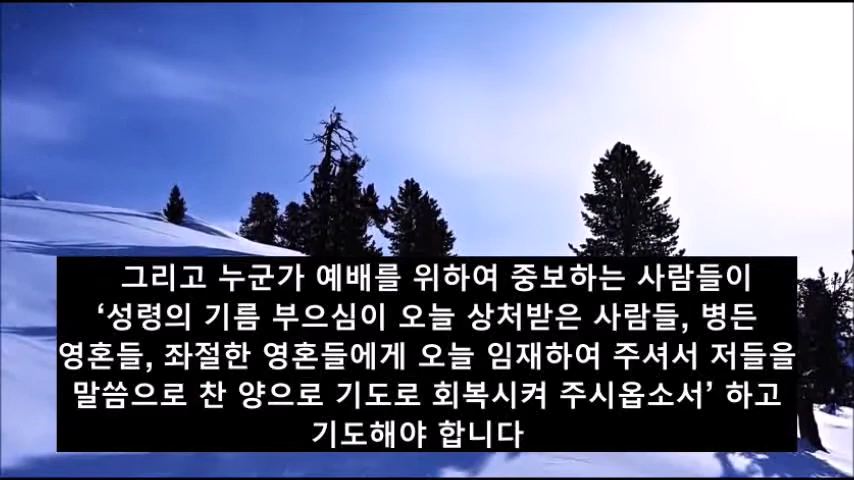 그리고 누군가 예배를 위하여 중보하는 사람들이
‘성령의 기름 부으심이 오늘 상처받은 사람들, 병든
영혼들, 좌절한 영혼들에게 오늘 임재하여 주셔서 저들을
말씀으로 찬 양으로 기도로 회복시켜 주시옵소서’ 하고
기도해야 합니다